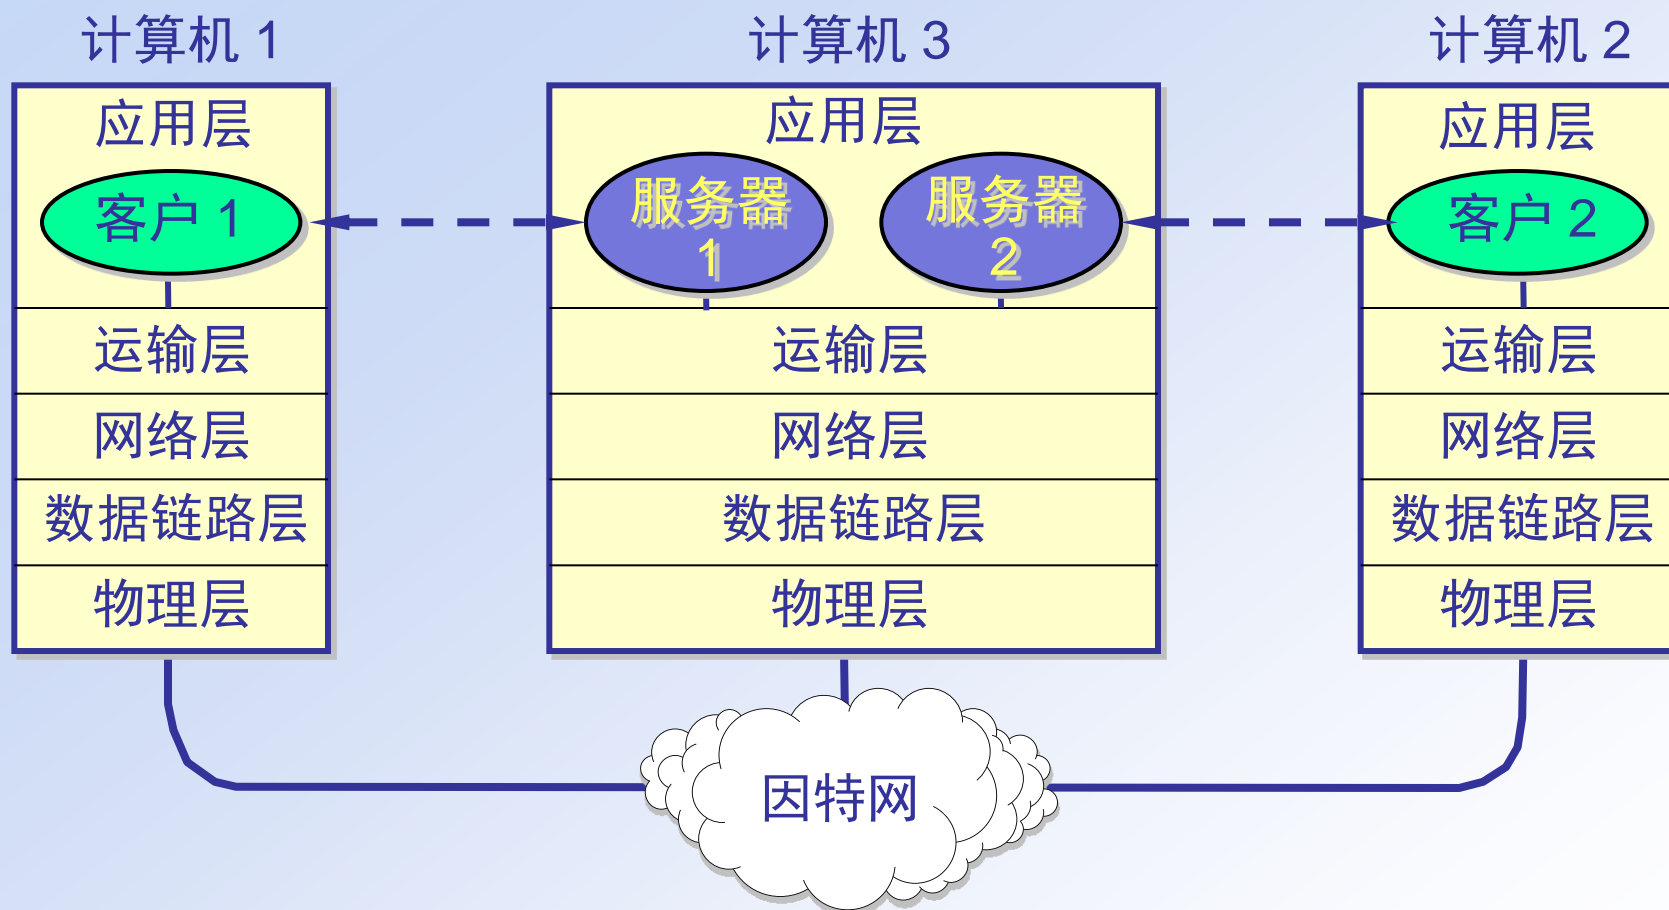 计算机 1
计算机 3
计算机 2
应用层
客户 1
运输层
网络层
数据链路层
物理层
应用层
服务器
1
服务器
2
运输层
网络层
数据链路层
物理层
应用层
客户 2
运输层
网络层
数据链路层
物理层
因特网